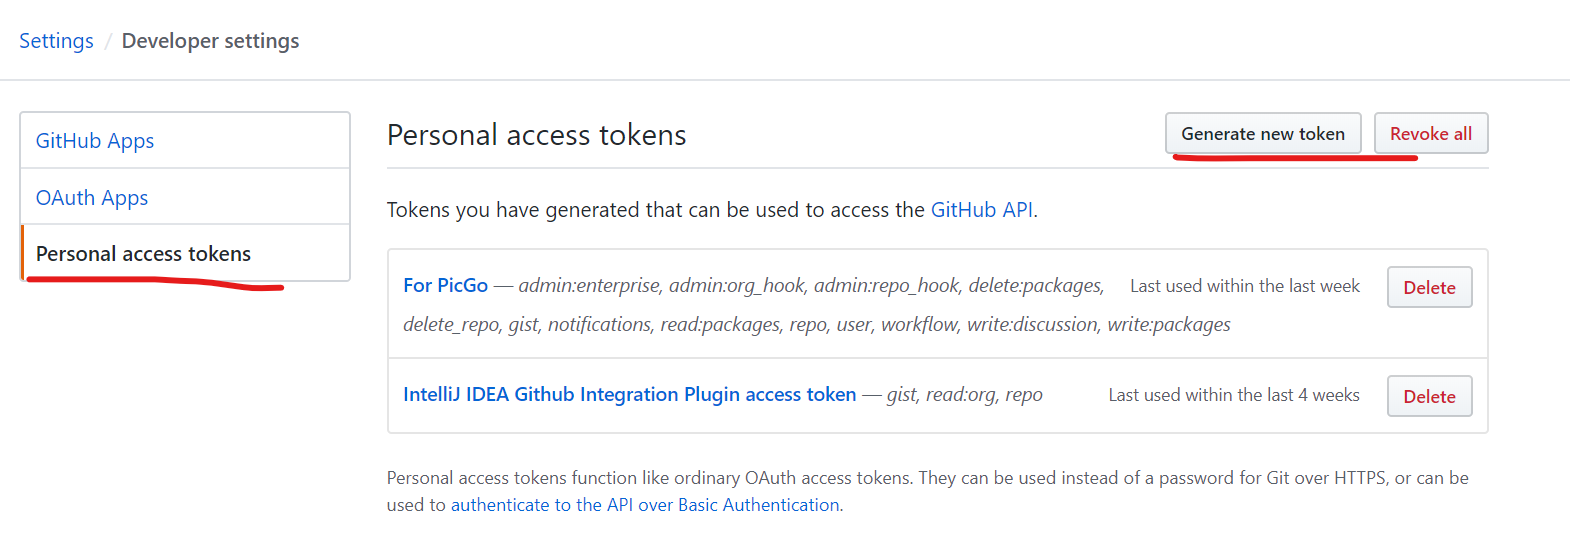 Settings / Developer settings
GitHub Apps
OAuth Apps
Personal access tokens
Personal access tokens
Generate new token
Revoke all
Tokens you have generated that can be used to access the GitHub API.
For PicGo — admin:enterprise, admin:org_hook, admin:repo_hook, delete:packages,
delete_repo, gist, notifications, read:packages, repo, user, workflow, write:discussion, write:packages
Last used within the last week
Delete
IntelliJ IDEA Github Integration Plugin access token — gist, read:org, repo
Last used within the last 4 weeks
Delete
Personal access tokens function like ordinary OAuth access tokens. They can be used instead of a password for Git over HTTPS, or can be
used to authenticate to the API over Basic Authentication.